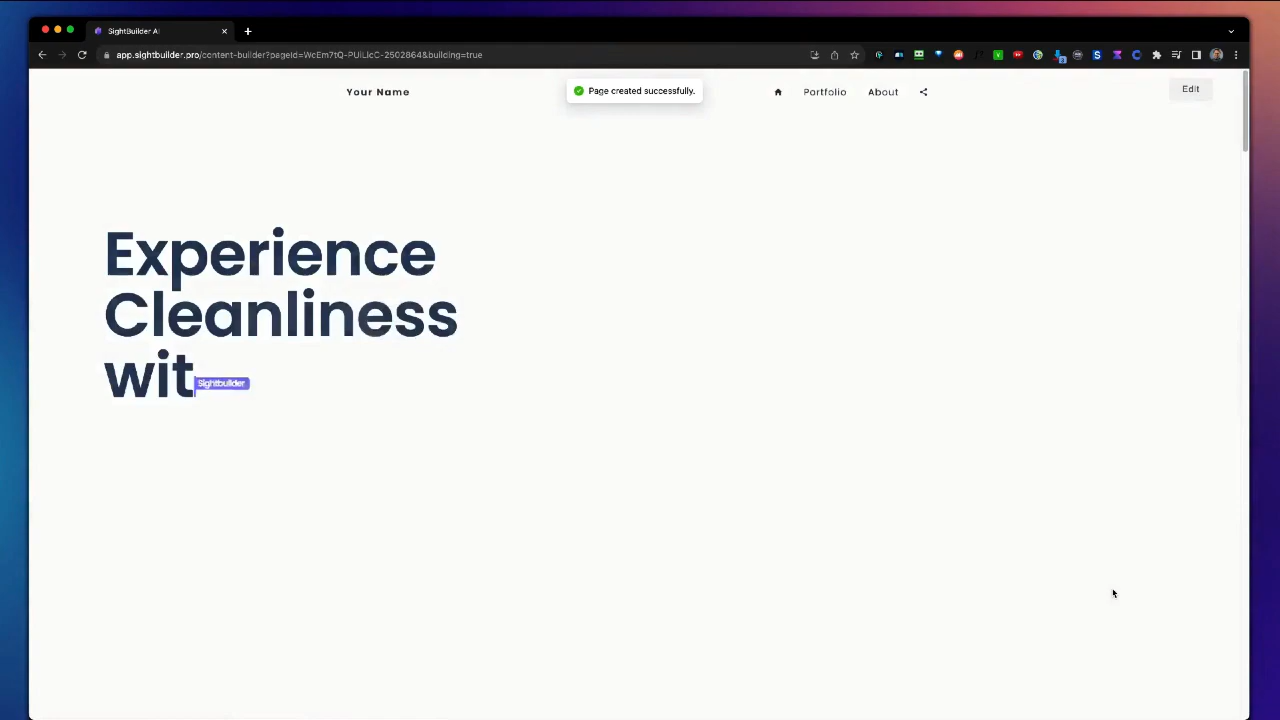 SightBuilder AI
app.sightbuilder.pro/content-builder?pageId=WcEm7tQ-PUiLlcC-2502864&building=true
Your Name
Page created successfully.
Portfolio
About
Edit
Experience
Cleanliness
wit
Sightbuilder